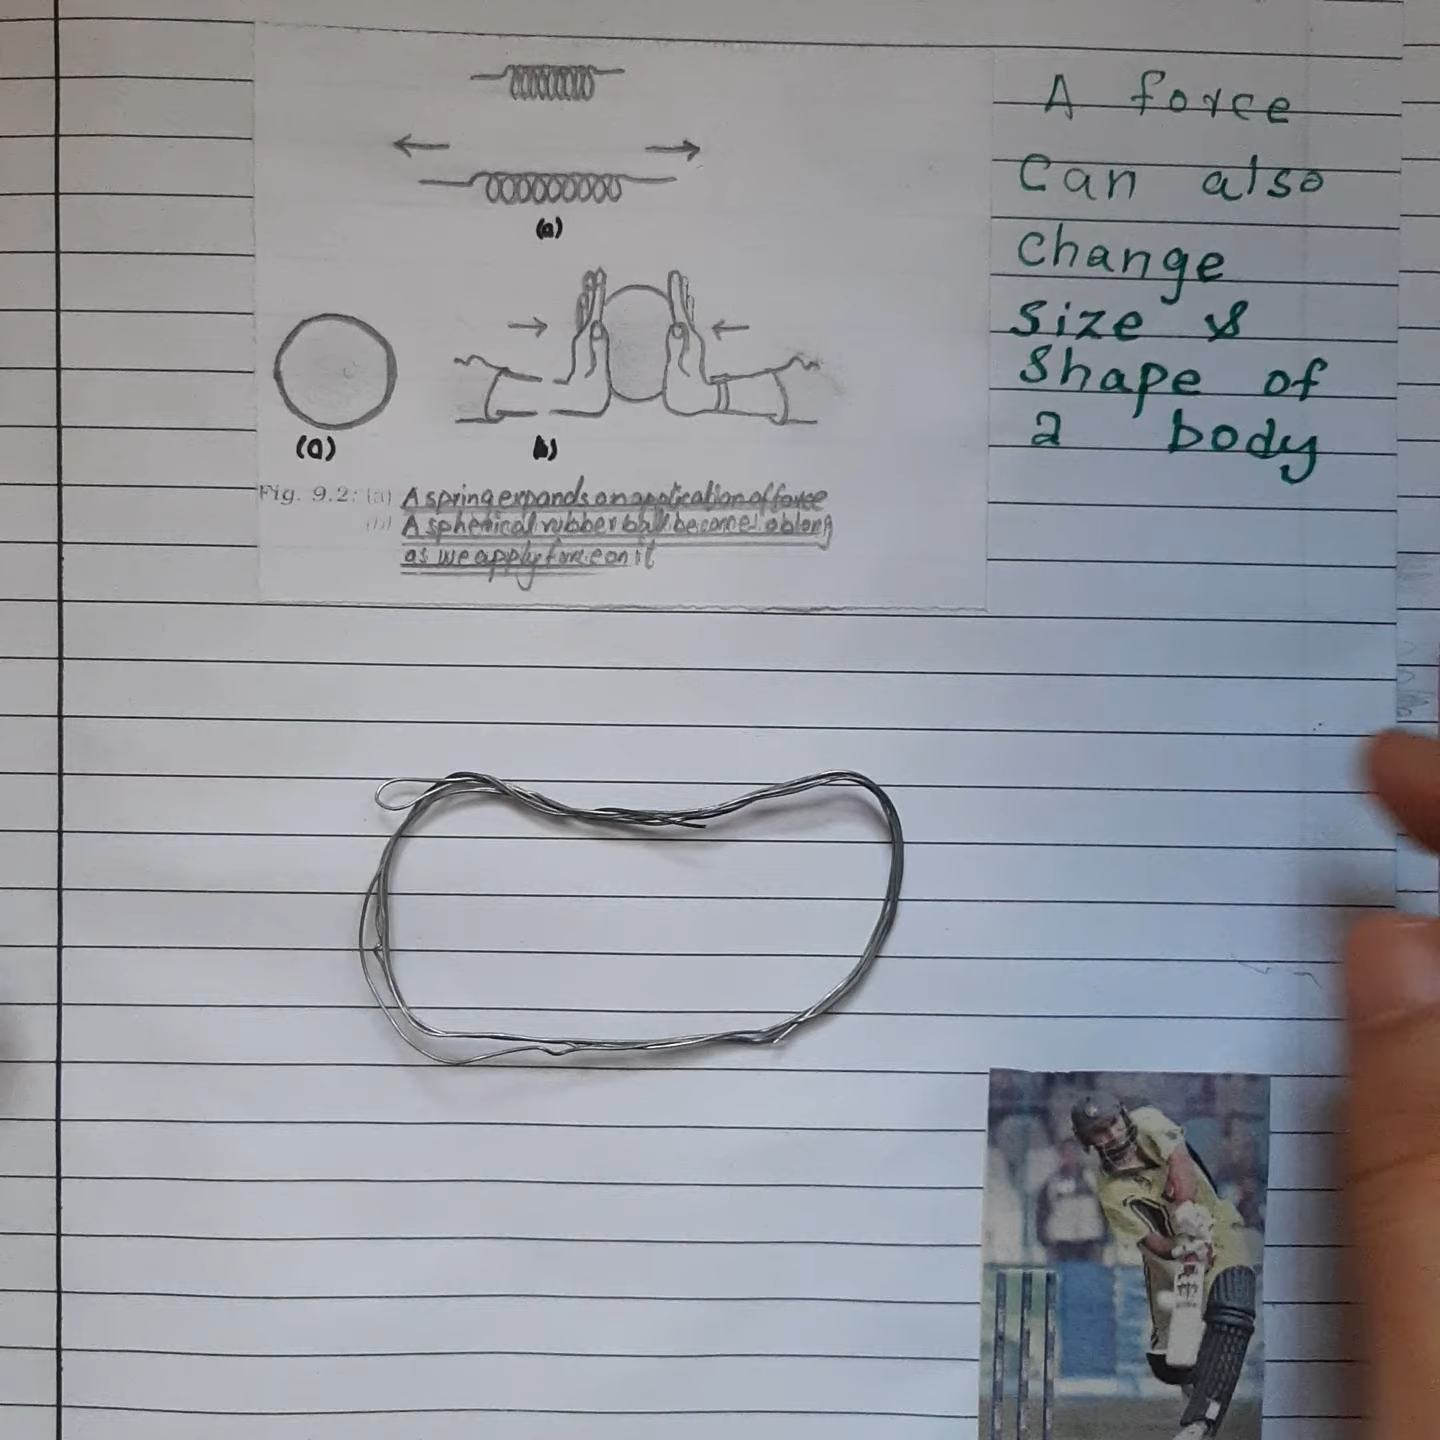 A force
can also
change
size &
shape of
a body
(a)
(a)
b)
Fig. 9.2: (a) A spring expands on application of force
(b) A spherical rubber ball becomes oblong
as we apply force on it